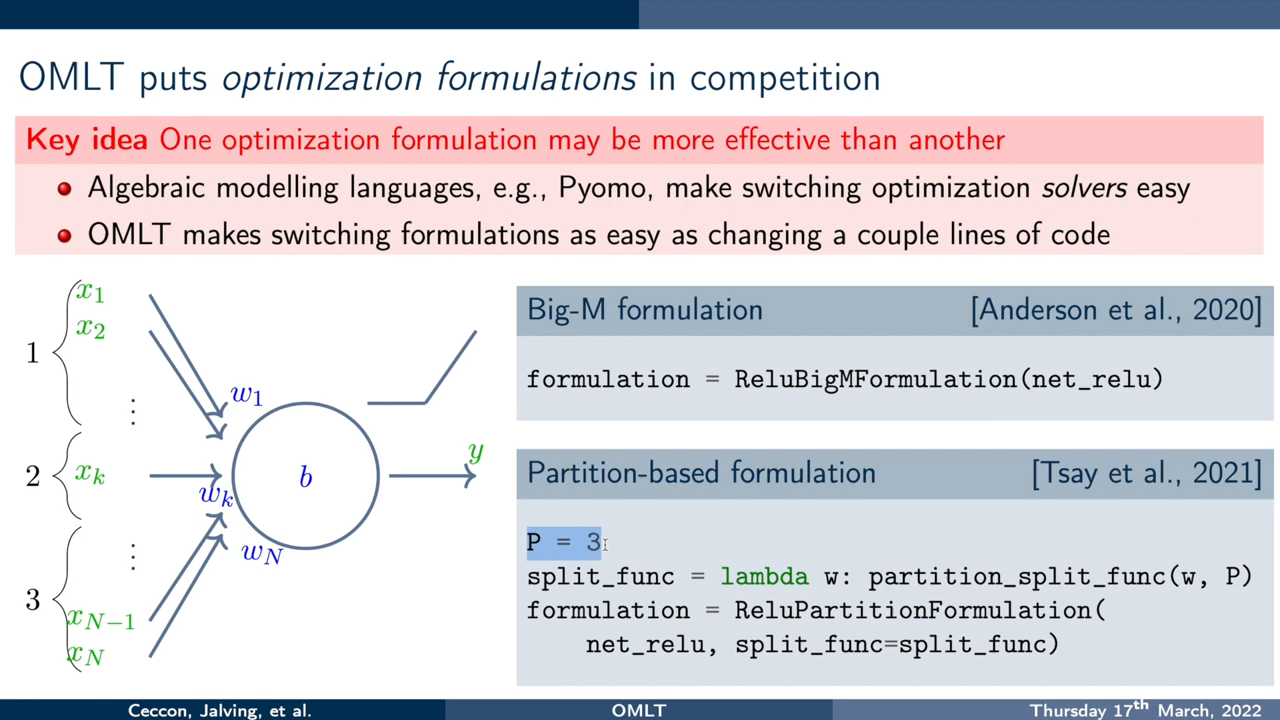 OMLT puts optimization formulations in competition
Key idea One optimization formulation may be more effective than another
Algebraic modelling languages, e.g., Pyomo, make switching optimization solvers easy
OMLT makes switching formulations as easy as changing a couple lines of code
1
x₁
x₂
⋮
2
x_k
3
⋮
x_{N−1}
x_N
w₁
w_k
w_N
b
y
Big-M formulation [Anderson et al., 2020]
formulation = ReluBigMFormulation(net_relu)
Partition-based formulation [Tsay et al., 2021]
P = 3
split_func = lambda w: partition_split_func(w, P)
formulation = ReluPartitionFormulation(
net_relu, split_func=split_func)
Ceccon, Jalving, et al. OMLT Thursday 17th March, 2022